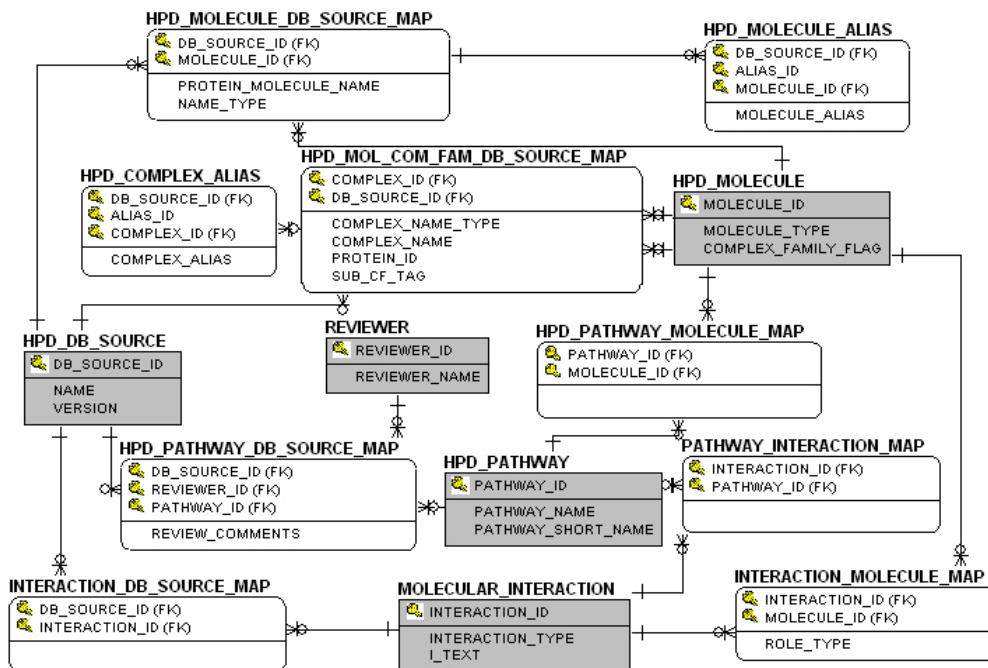 HPD_MOLECULE_DB_SOURCE_MAP
DB_SOURCE_ID (FK)
MOLECULE_ID (FK)
PROTEIN_MOLECULE_NAME
NAME_TYPE
HPD_MOLECULE_ALIAS
DB_SOURCE_ID (FK)
ALIAS_ID
MOLECULE_ID (FK)
MOLECULE_ALIAS
HPD_COMPLEX_ALIAS
DB_SOURCE_ID (FK)
ALIAS_ID
COMPLEX_ID (FK)
COMPLEX_ALIAS
HPD_MOL_COM_FAM_DB_SOURCE_MAP
COMPLEX_ID (FK)
DB_SOURCE_ID (FK)
COMPLEX_NAME_TYPE
COMPLEX_NAME
PROTEIN_ID
SUB_CF_TAG
HPD_MOLECULE
MOLECULE_ID
MOLECULE_TYPE
COMPLEX_FAMILY_FLAG
HPD_DB_SOURCE
DB_SOURCE_ID
NAME
VERSION
REVIEWER
REVIEWER_ID
REVIEWER_NAME
HPD_PATHWAY_MOLECULE_MAP
PATHWAY_ID (FK)
MOLECULE_ID (FK)
HPD_PATHWAY_DB_SOURCE_MAP
DB_SOURCE_ID (FK)
REVIEWER_ID (FK)
PATHWAY_ID (FK)
REVIEW_COMMENTS
HPD_PATHWAY
PATHWAY_ID
PATHWAY_NAME
PATHWAY_SHORT_NAME
PATHWAY_INTERACTION_MAP
INTERACTION_ID (FK)
PATHWAY_ID (FK)
INTERACTION_DB_SOURCE_MAP
DB_SOURCE_ID (FK)
INTERACTION_ID (FK)
MOLECULAR_INTERACTION
INTERACTION_ID
INTERACTION_TYPE
I_TEXT
INTERACTION_MOLECULE_MAP
INTERACTION_ID (FK)
MOLECULE_ID (FK)
ROLE_TYPE